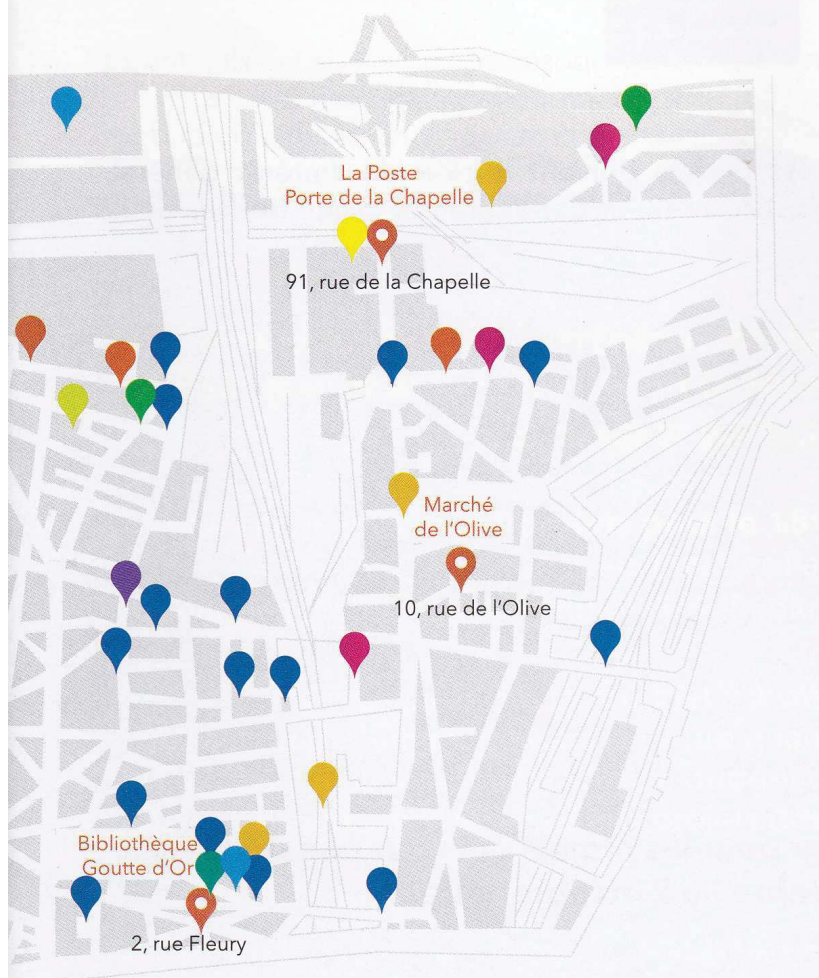 La Poste
Porte de la Chapelle
91, rue de la Chapelle
Marché
de l'Olive
10, rue de l'Olive
Bibliothèque
Goutte d'Or
2, rue Fleury